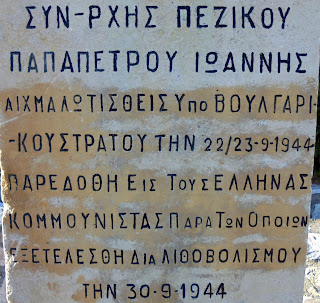 ΣΥΝ-ΡΧΗΣ ΠΕΖΙΚΟΥ
ΠΑΠΑΠΕΤΡΟΥ ΙΩΑΝΝΗΣ
ΑΙΧΜΑΛΩΤΙΣΘΕΙΣ Υπο ΒΟΥΛΓΑΡΙ-
-ΚΟΥ ΣΤΡΑΤΟΥ ΤΗΝ 22/23-9-1944
ΠΑΡΕΔΟΘΗ Εις Τους ΕΛΛΗΝΑΣ
ΚΟΜΜΟΥΝΙΣΤΑΣ Παρα Των Οποιων
ΕΞΕΤΕΛΕΣΘΗ Δια ΛΙΘΟΒΟΛΙΣΜΟΥ
ΤΗΝ 30-9-1944